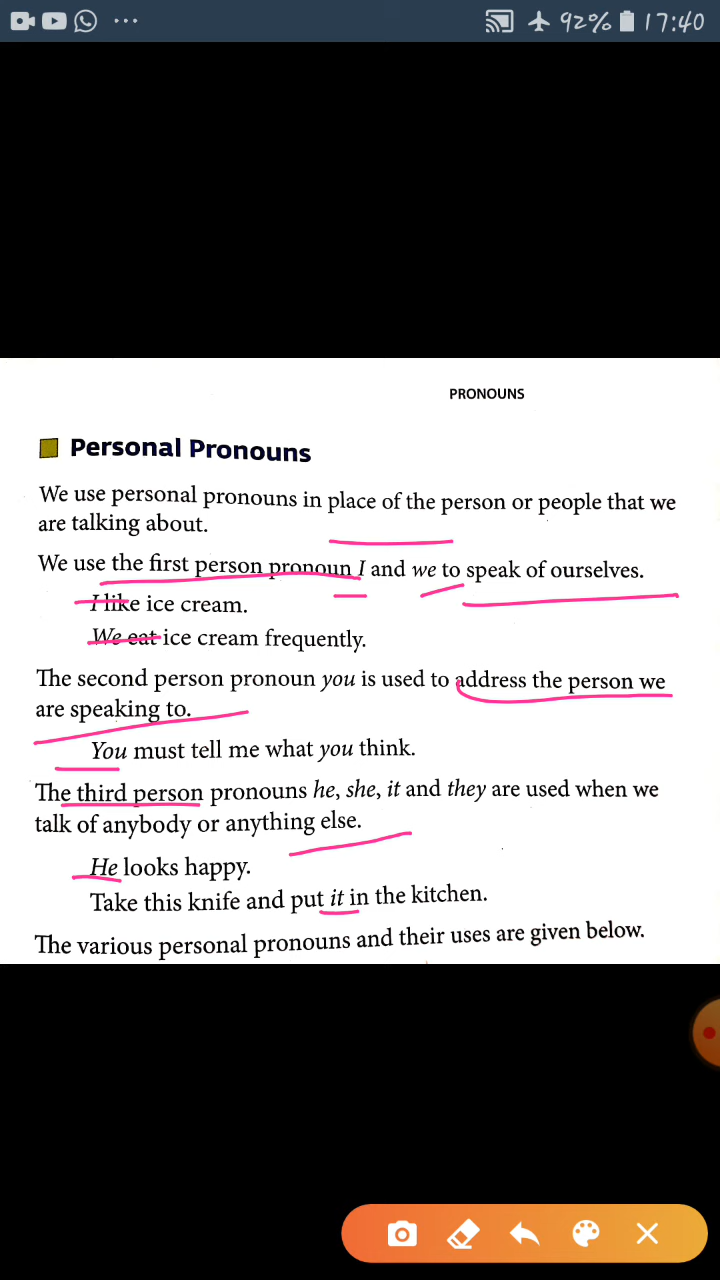 92% 17:40
PRONOUNS
Personal Pronouns
We use personal pronouns in place of the person or people that we
are talking about.
We use the first person pronoun I and we to speak of ourselves.
I like ice cream.
We eat ice cream frequently.
The second person pronoun you is used to address the person we
are speaking to.
You must tell me what you think.
The third person pronouns he, she, it and they are used when we
talk of anybody or anything else.
He looks happy.
Take this knife and put it in the kitchen.
The various personal pronouns and their uses are given below.